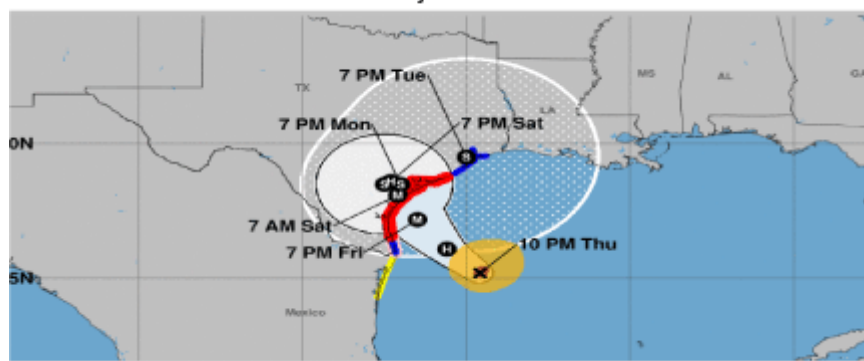 TX
MS
AL
GA
LA
7 PM Tue
7 PM Mon
7 PM Sat
0N
S
S H S
M
7 AM Sat
M
7 PM Fri
H
10 PM Thu
5N
Mexico